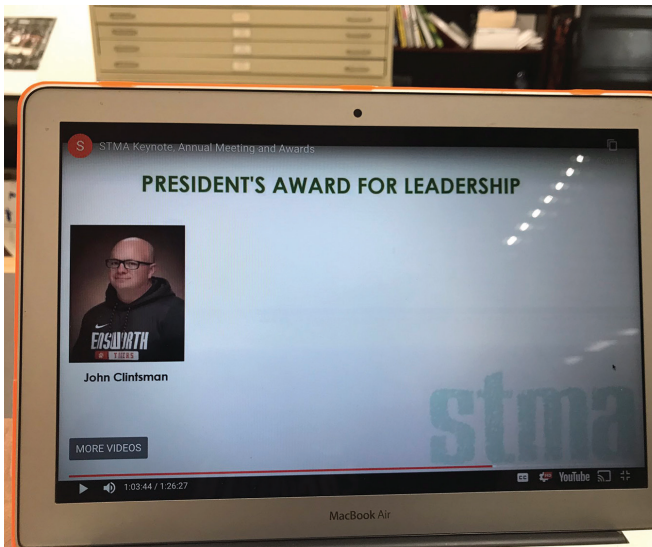 S STMA Keynote, Annual Meeting and Awards
PRESIDENT'S AWARD FOR LEADERSHIP
ENSWORTH
TIGERS
John Clintsman
stma
MORE VIDEOS
1:03:44 / 1:26:27
CC
YouTube
MacBook Air